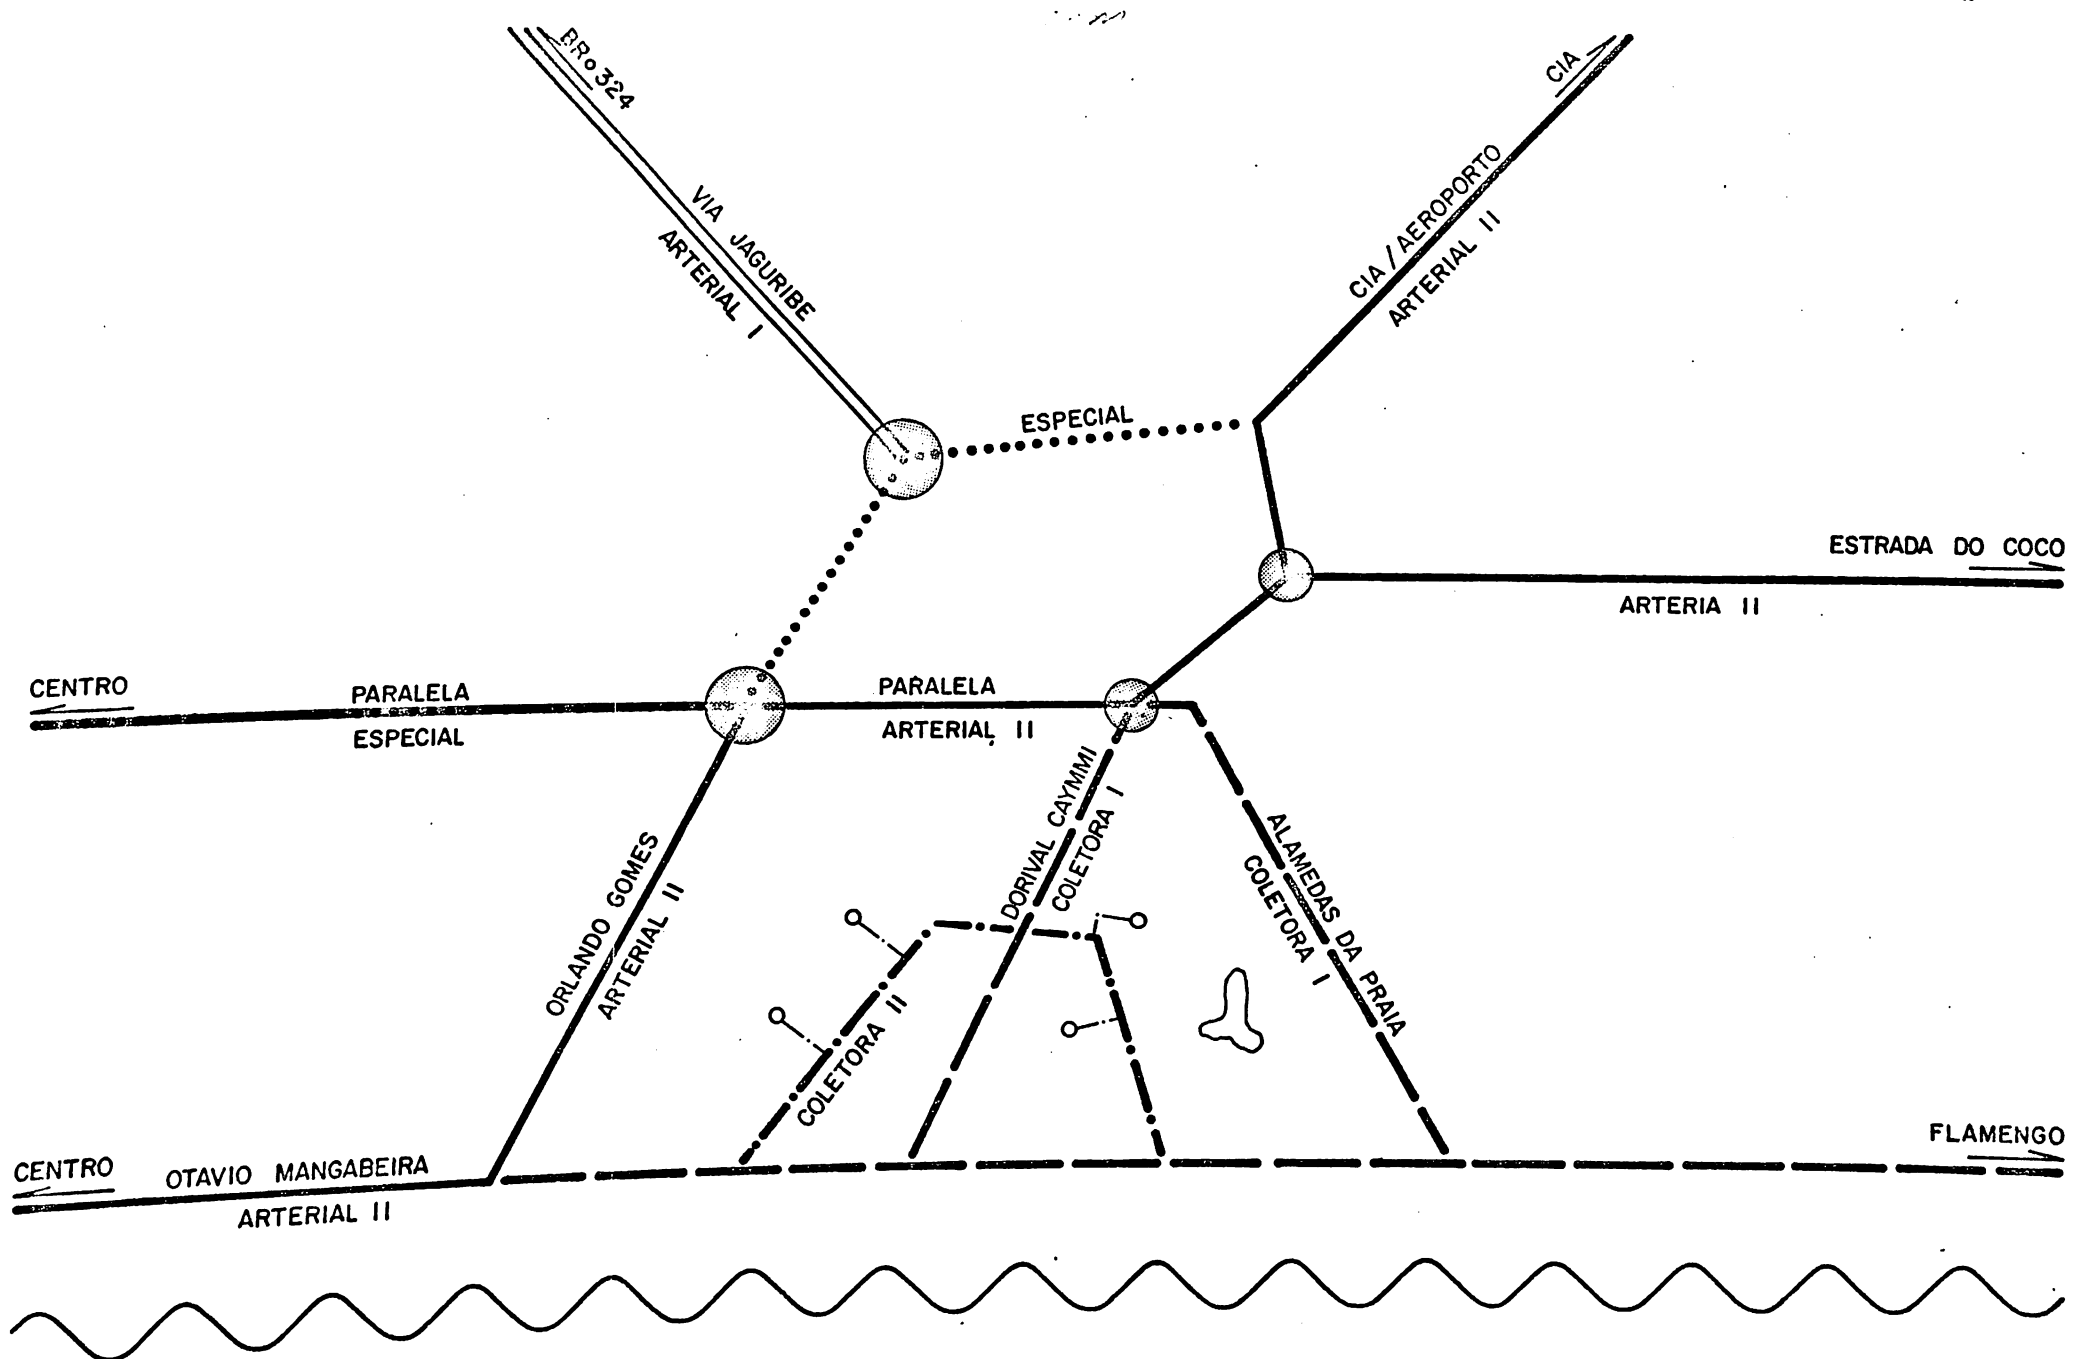 BRo 324
CIA
VIA JAGURIBE
ARTERIAL I
CIA / AEROPORTO
ARTERIAL II
ESPECIAL
ESTRADA DO COCO
ARTERIA II
CENTRO
PARALELA
ESPECIAL
PARALELA
ARTERIAL II
DORIVAL CAYMMI
COLETORA I
ALAMEDAS DA PRAIA
COLETORA I
ORLANDO GOMES
ARTERIAL II
COLETORA II
FLAMENGO
CENTRO
OTAVIO MANGABEIRA
ARTERIAL II